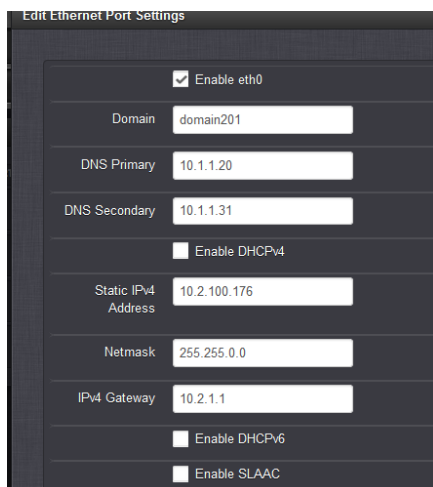 Edit Ethernet Port Settings
Enable eth0
Domain domain201
DNS Primary 10.1.1.20
DNS Secondary 10.1.1.31
Enable DHCPv4
Static IPv4 10.2.100.176
Address
Netmask 255.255.0.0
IPv4 Gateway 10.2.1.1
Enable DHCPv6
Enable SLAAC